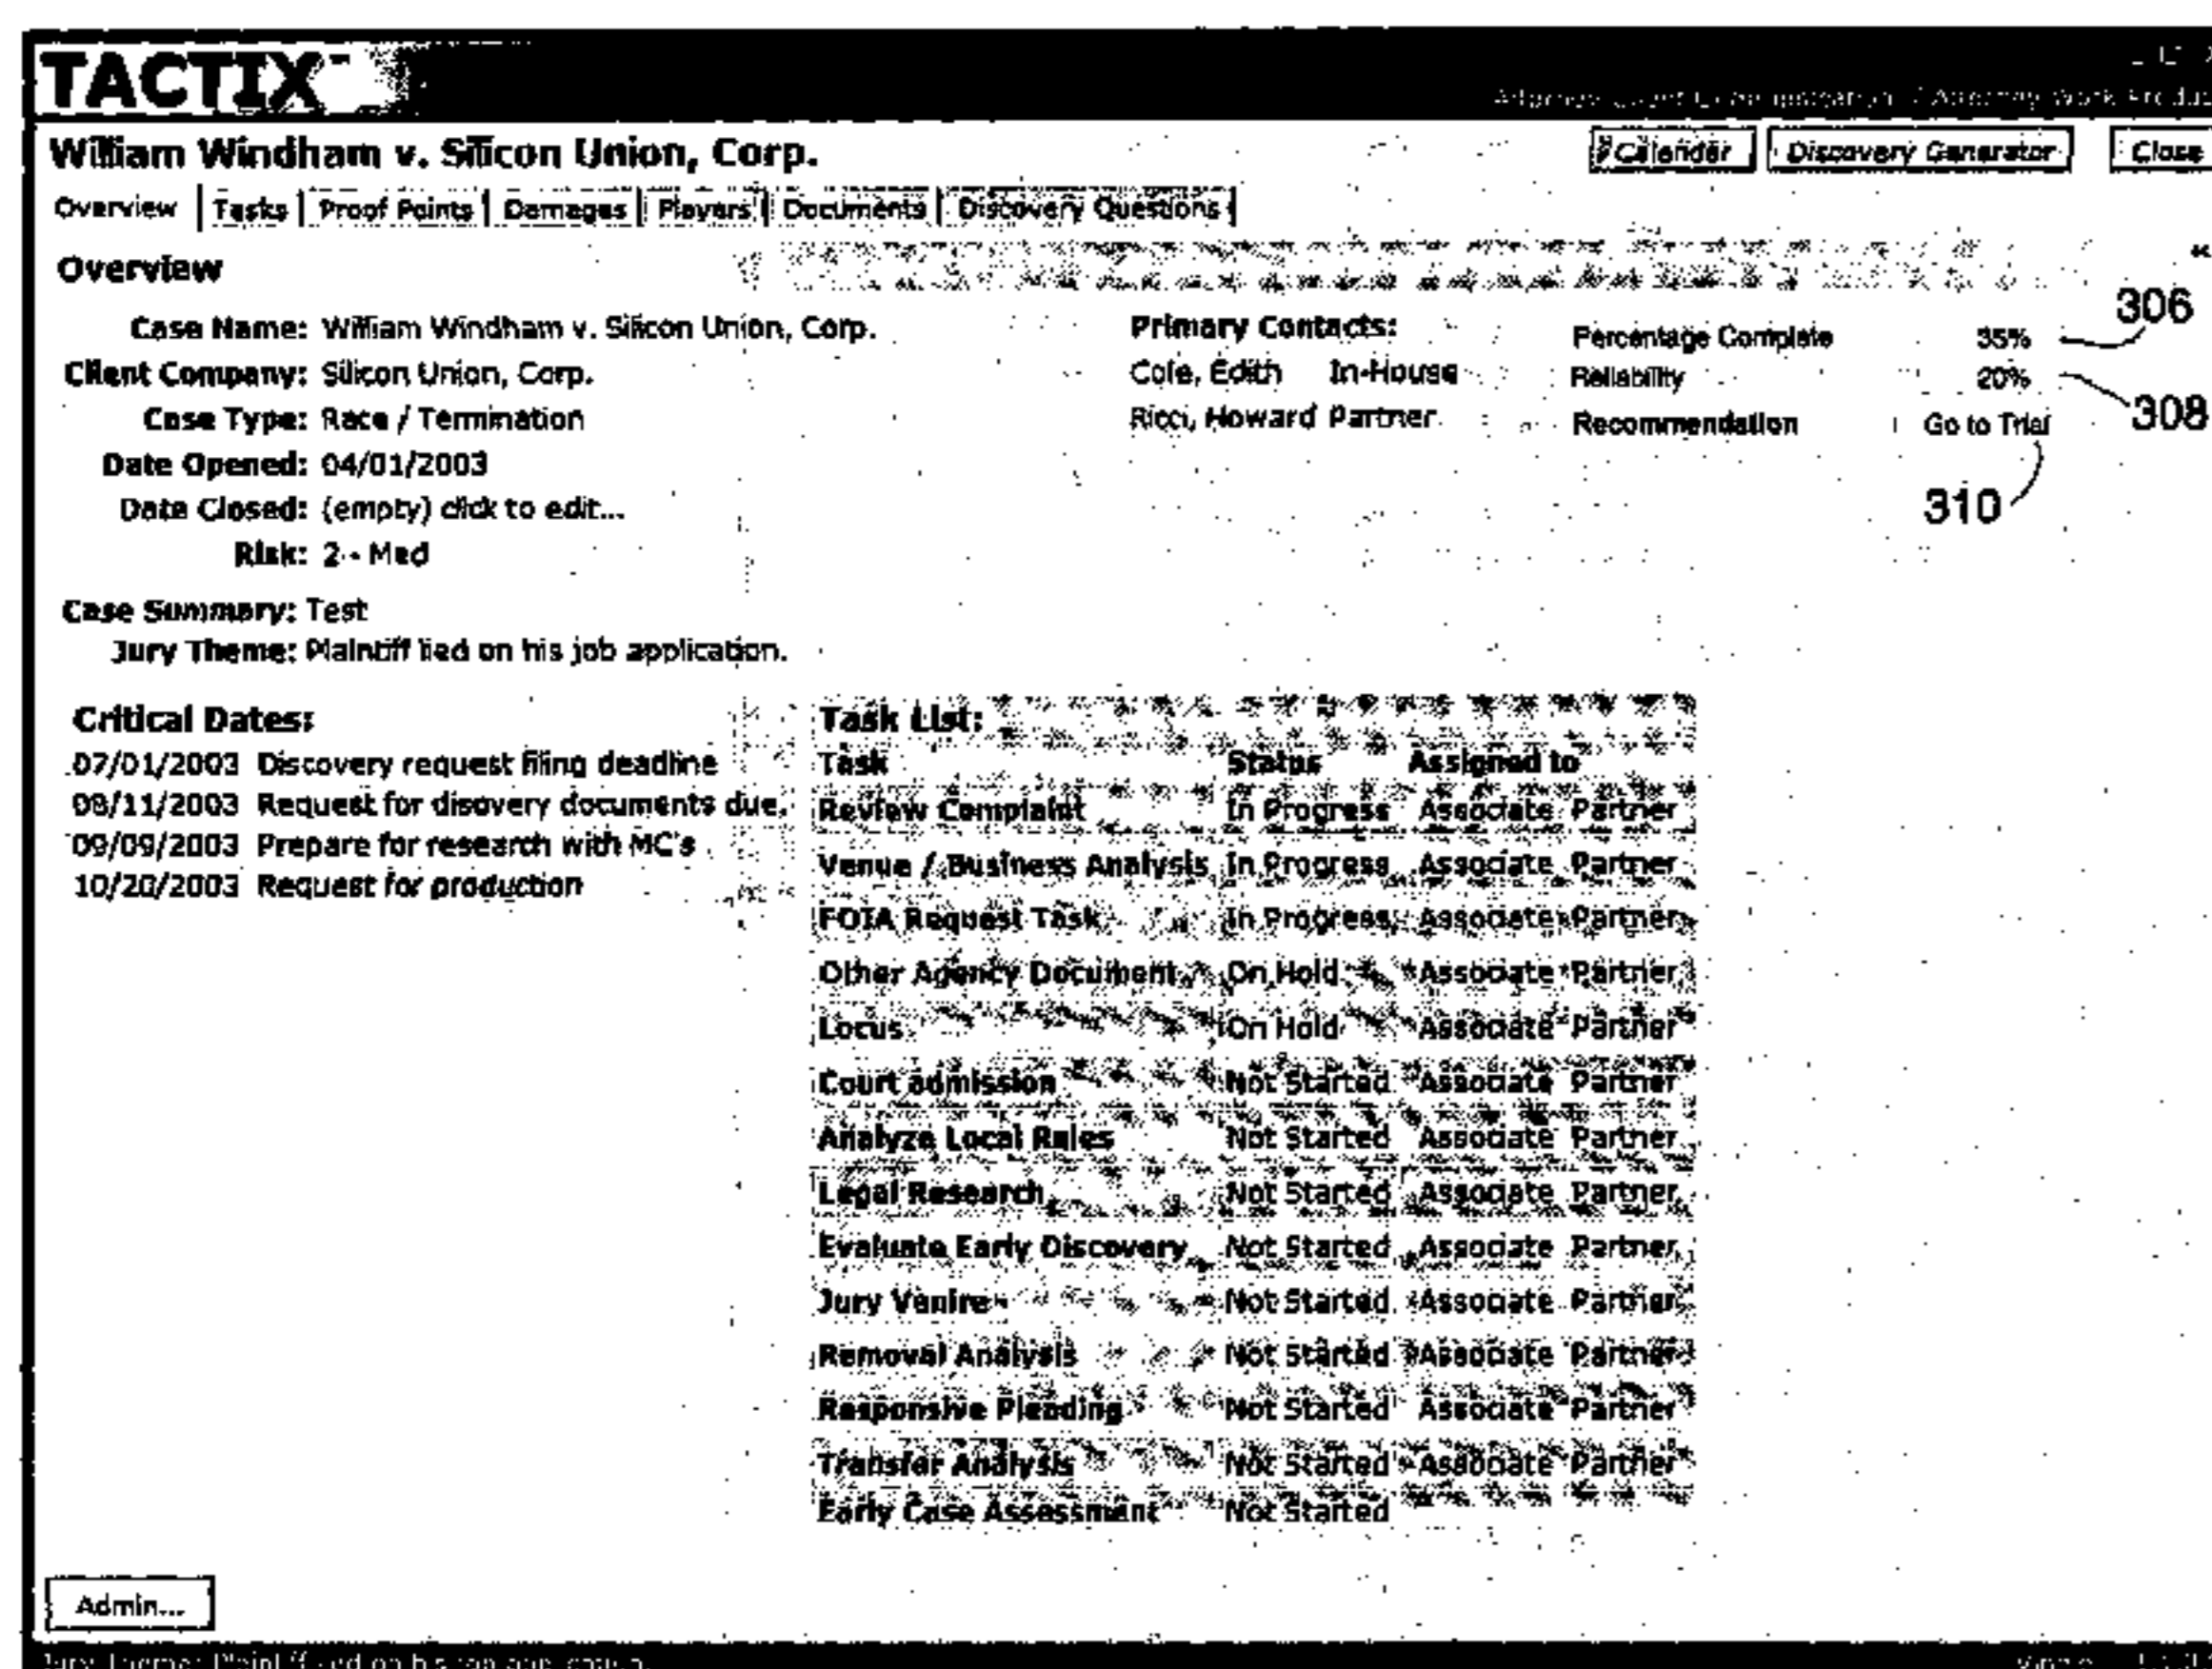 TACTIX
Attorney Work Product
William Windham v. Silicon Union, Corp.
Calender Discovery Generator Close
Overview Tasks Proof Points Damages Players Documents Discovery Questions
Overview
Case Name: William Windham v. Silicon Union, Corp.
Client Company: Silicon Union, Corp.
Case Type: Race / Termination
Date Opened: 04/01/2003
Date Closed: (empty) click to edit...
Risk: 2 - Med
Primary Contacts:
Cole, Edith In-House
Ricci, Howard Partner
Percentage Complete 35% 306
Reliability 20% 308
Recommendation Go to Trial
310
Case Summary: Test
Jury Theme: Plaintiff lied on his job application.
Critical Dates:
07/01/2003 Discovery request filing deadline
08/11/2003 Request for disovery documents due.
09/09/2003 Prepare for research with MC's
10/20/2003 Request for production
Task List:
Task Status Assigned to
Review Complaint In Progress Associate Partner
Venue / Business Analysis In Progress Associate Partner
FOIA Request Task In Progress Associate Partner
Other Agency Document On Hold Associate Partner
Locus On Hold Associate Partner
Court admission Not Started Associate Partner
Analyze Local Rules Not Started Associate Partner
Legal Research Not Started Associate Partner
Evaluate Early Discovery Not Started Associate Partner
Jury Venire Not Started Associate Partner
Removal Analysis Not Started Associate Partner
Responsive Pleading Not Started Associate Partner
Transfer Analysis Not Started Associate Partner
Early Case Assessment Not Started
Admin...